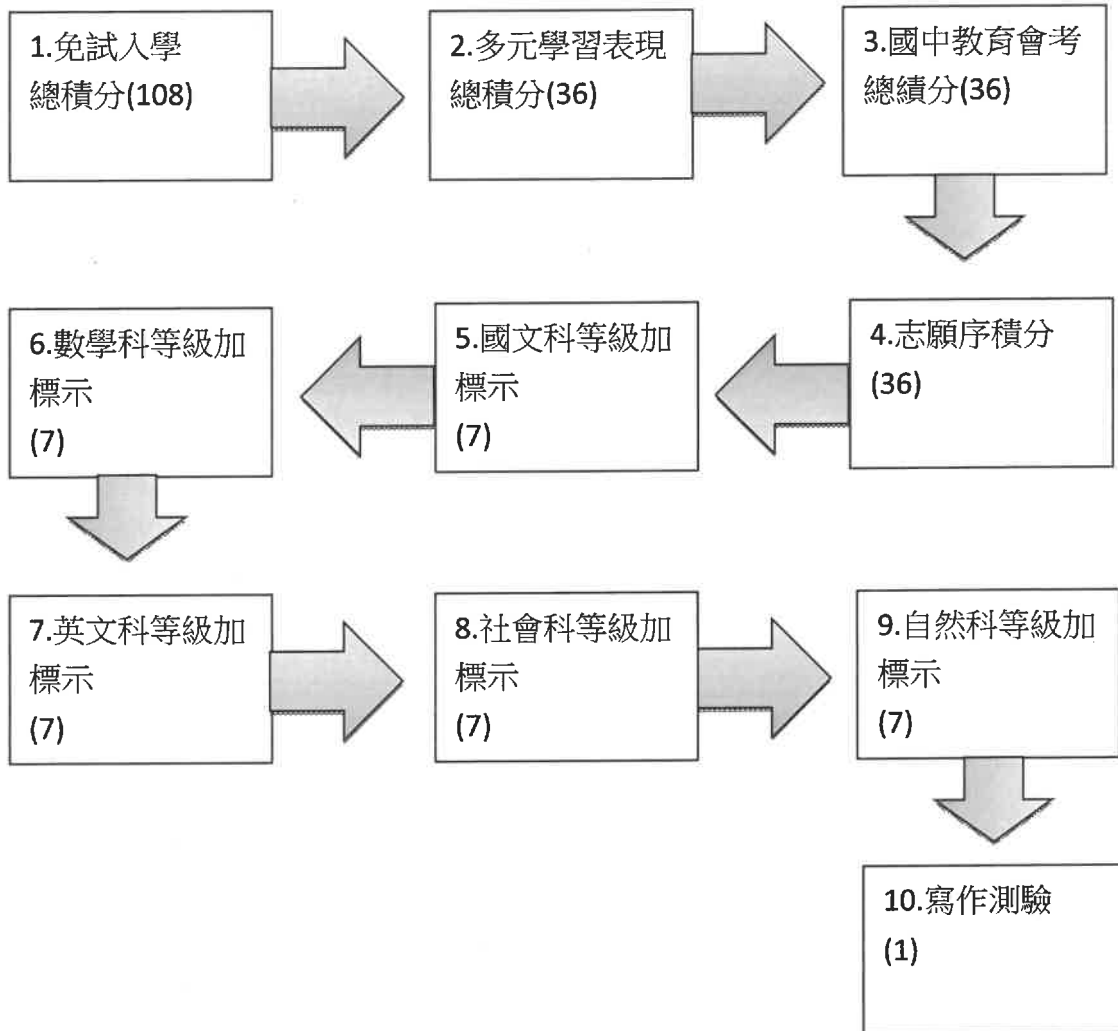 1.免試入學
總積分(108)
2.多元學習表現
總積分(36)
3.國中教育會考
總績分(36)
4.志願序積分
(36)
5.國文科等級加
標示
(7)
6.數學科等級加
標示
(7)
7.英文科等級加
標示
(7)
8.社會科等級加
標示
(7)
9.自然科等級加
標示
(7)
10.寫作測驗
(1)